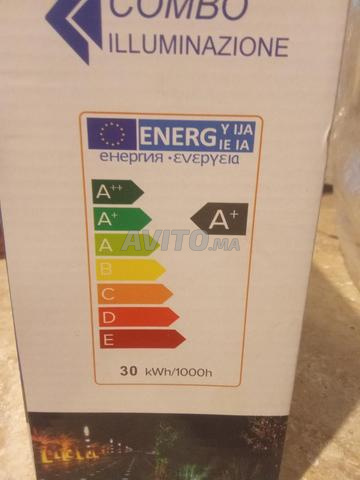 COMBO
ILLUMINAZIONE
ENERG Y IJA
IE IA
енергия · ενεργεια
A++
A+
A+
A
B
C
D
E
AVITO.MA
30 kWh/1000h